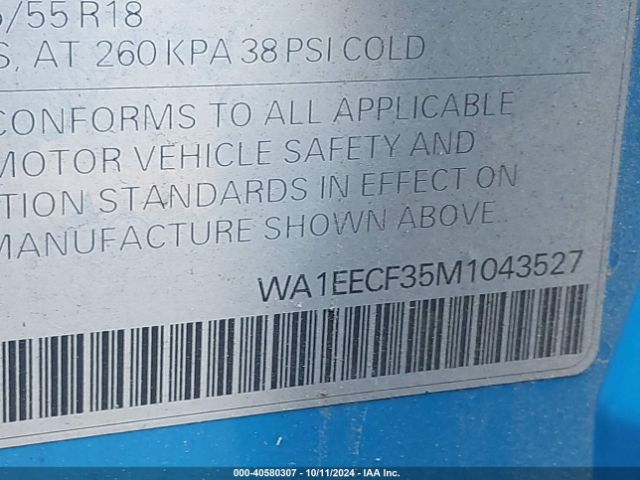 /55 R18
S, AT 260 KPA 38 PSI COLD
CONFORMS TO ALL APPLICABLE
MOTOR VEHICLE SAFETY AND
TION STANDARDS IN EFFECT ON
MANUFACTURE SHOWN ABOVE.
WA1EECF35M1043527
000-40580307 - 10/11/2024 - IAA Inc.